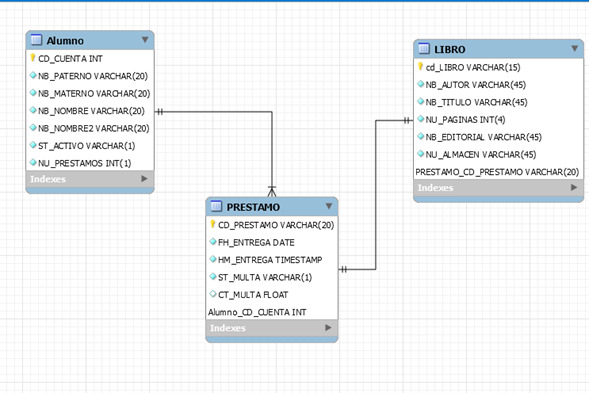 Alumno
CD_CUENTA INT
NB_PATERNO VARCHAR(20)
NB_MATERNO VARCHAR(20)
NB_NOMBRE VARCHAR(20)
NB_NOMBRE2 VARCHAR(20)
ST_ACTIVO VARCHAR(1)
NU_PRESTAMOS INT(1)
Indexes
LIBRO
cd_LIBRO VARCHAR(15)
NB_AUTOR VARCHAR(45)
NB_TITULO VARCHAR(45)
NU_PAGINAS INT(4)
NB_EDITORIAL VARCHAR(45)
NU_ALMACEN VARCHAR(45)
PRESTAMO_CD_PRESTAMO VARCHAR(20)
Indexes
PRESTAMO
CD_PRESTAMO VARCHAR(20)
FH_ENTREGA DATE
HM_ENTREGA TIMESTAMP
ST_MULTA VARCHAR(1)
CT_MULTA FLOAT
Alumno_CD_CUENTA INT
Indexes